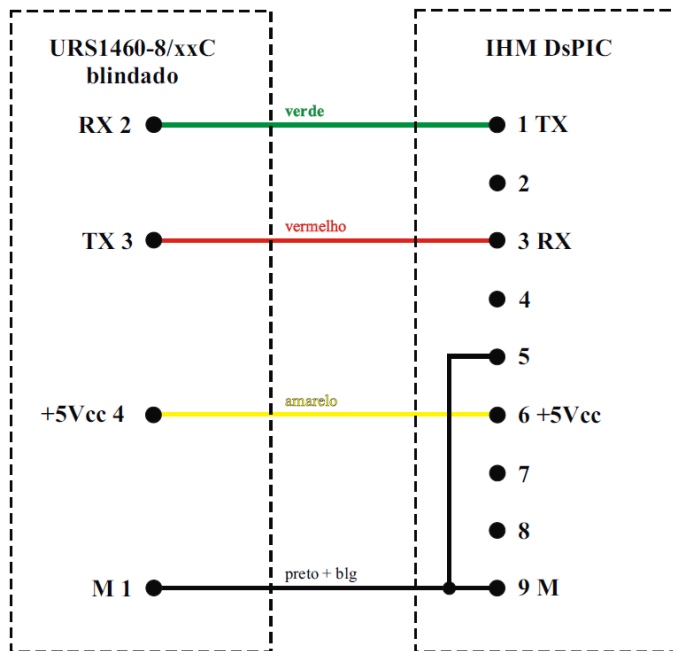 URS1460-8/xxC
blindado
IHM DsPIC
RX 2
verde
1 TX
2
TX 3
vermelho
3 RX
4
5
+5Vcc 4
amarelo
6 +5Vcc
7
8
M 1
preto + blg
9 M